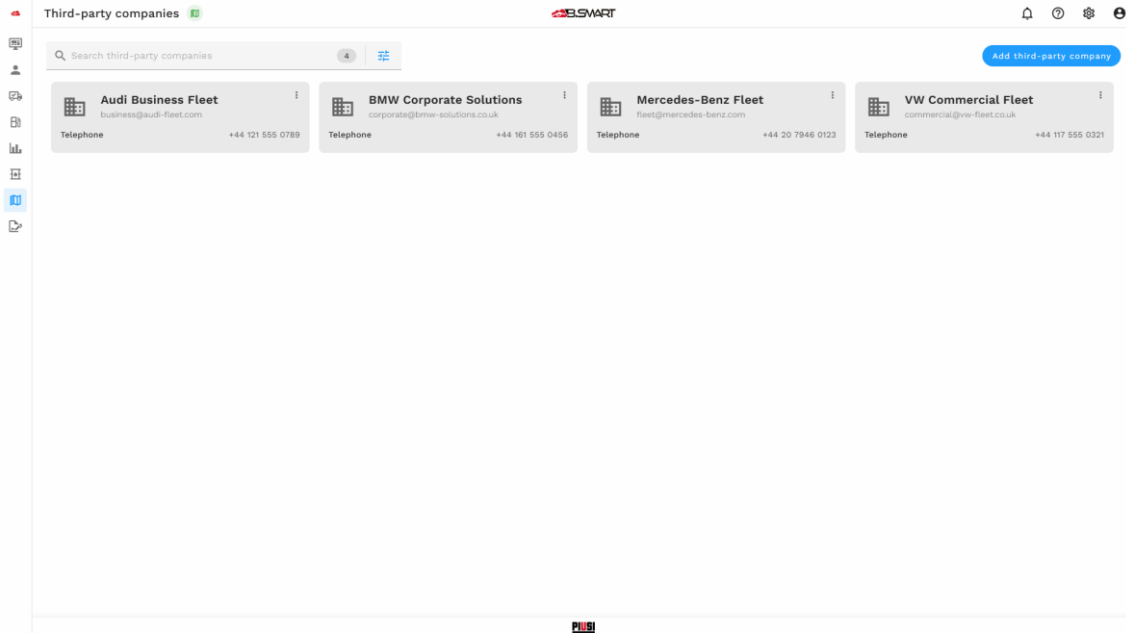 Third-party companies
B.SMART
Search third-party companies
4
Add third-party company
Audi Business Fleet
business@audi-fleet.com
Telephone +44 121 555 0789
BMW Corporate Solutions
corporate@bmw-solutions.co.uk
Telephone +44 161 555 0456
Mercedes-Benz Fleet
fleet@mercedes-benz.com
Telephone +44 20 7946 0123
VW Commercial Fleet
commercial@vw-fleet.co.uk
Telephone +44 117 555 0321
PIUSI